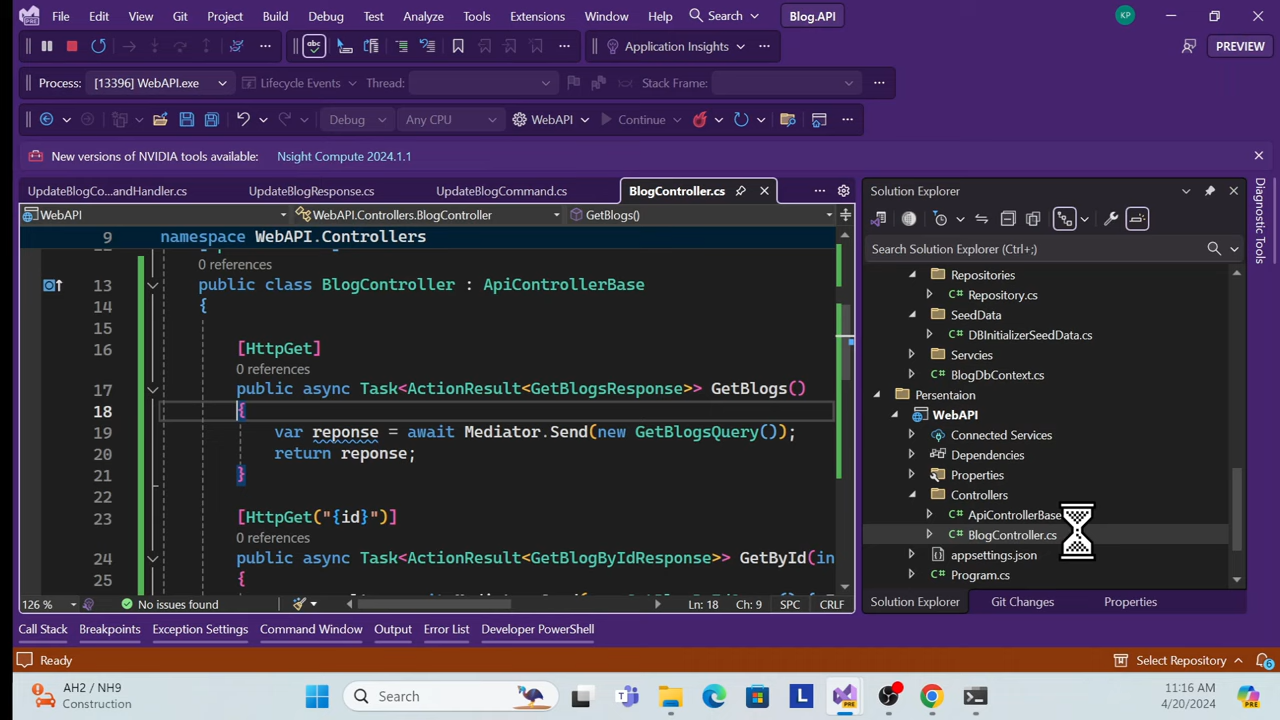 File Edit View Git Project Build Debug Test Analyze Tools Extensions Window Help Search Blog.API KP
Application Insights PREVIEW
Process: [13396] WebAPI.exe Lifecycle Events Thread: Stack Frame:
Debug Any CPU WebAPI Continue
New versions of NVIDIA tools available: Nsight Compute 2024.1.1
UpdateBlogCo...andHandler.cs UpdateBlogResponse.cs UpdateBlogCommand.cs BlogController.cs
WebAPI WebAPI.Controllers.BlogController GetBlogs()
9 namespace WebAPI.Controllers
0 references
13 public class BlogController : ApiControllerBase
14 {
15
16 [HttpGet]
0 references
17 public async Task<ActionResult<GetBlogsResponse>> GetBlogs()
18 {
19 var reponse = await Mediator.Send(new GetBlogsQuery());
20 return reponse;
21 }
22
23 [HttpGet("{id}")]
0 references
24 public async Task<ActionResult<GetBlogByIdResponse>> GetById(in
25 {
126 % No issues found Ln: 18 Ch: 9 SPC CRLF
Solution Explorer
Search Solution Explorer (Ctrl+;)
Repositories
C# Repository.cs
SeedData
C# DBInitializerSeedData.cs
Servcies
C# BlogDbContext.cs
Persentaion
WebAPI
Connected Services
Dependencies
Properties
Controllers
C# ApiControllerBase
C# BlogController.cs
appsettings.json
C# Program.cs
Solution Explorer Git Changes Properties
Diagnostic Tools
Call Stack Breakpoints Exception Settings Command Window Output Error List Developer PowerShell
Ready Select Repository 6
AH2 / NH9
Construction
Search
L
PRE
11:16 AM
4/20/2024
PRE